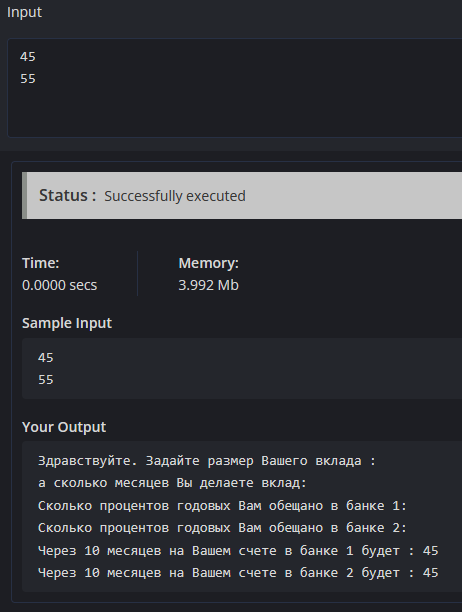 Input
45
55
Status : Successfully executed
Time: Memory:
0.0000 secs 3.992 Mb
Sample Input
45
55
Your Output
Здравствуйте. Задайте размер Вашего вклада :
а сколько месяцев Вы делаете вклад:
Сколько процентов годовых Вам обещано в банке 1:
Сколько процентов годовых Вам обещано в банке 2:
Через 10 месяцев на Вашем счете в банке 1 будет : 45
Через 10 месяцев на Вашем счете в банке 2 будет : 45